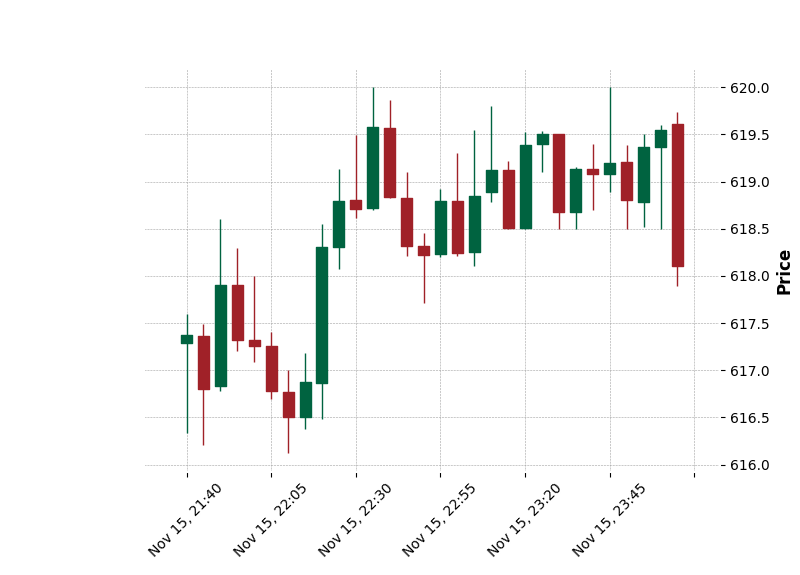 620.0
619.5
619.0
618.5
618.0
617.5
617.0
616.5
616.0
Price
Nov 15, 21:40
Nov 15, 22:05
Nov 15, 22:30
Nov 15, 22:55
Nov 15, 23:20
Nov 15, 23:45